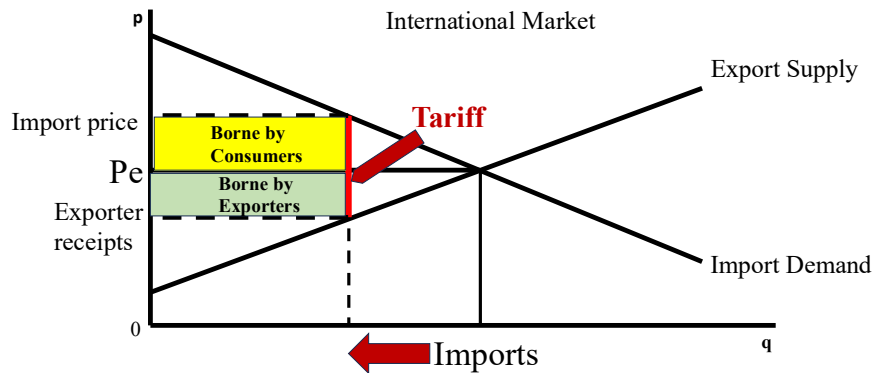 p
International Market
Export Supply
Tariff
Import price
Borne by
Consumers
Pe
Borne by
Exporters
Exporter
receipts
Import Demand
0
q
Imports